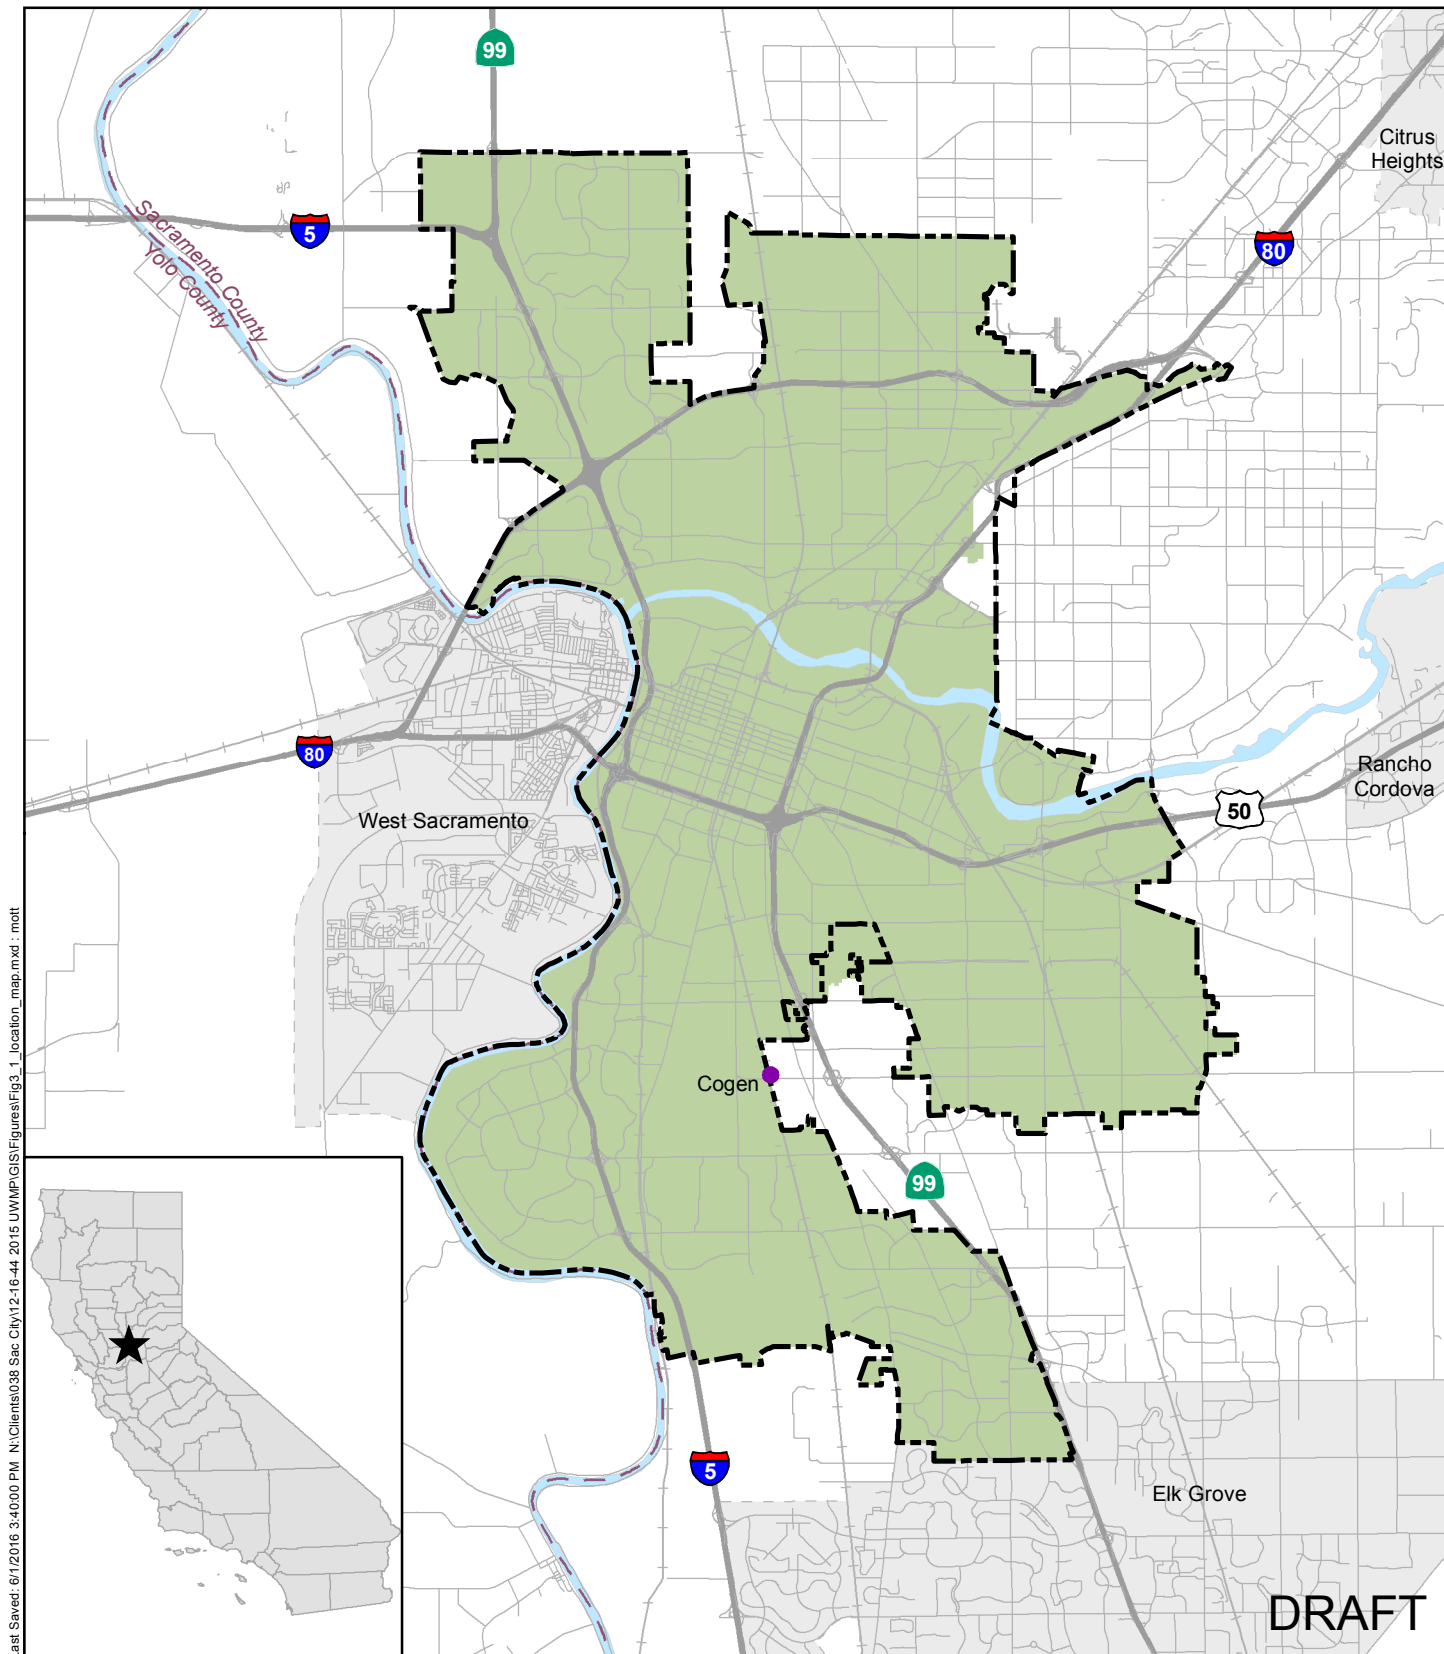 99
Citrus
Heights
5
80
Sacramento County
Yolo County
80
Rancho
Cordova
50
West Sacramento
Cogen
99
5
Elk Grove
DRAFT
Last Saved: 6/1/2016 3:40:00 PM N:\Clients\038 Sac City\12-16-44 2015 UWMP\GIS\Figures\Fig3_1_location_map.mxd : mott